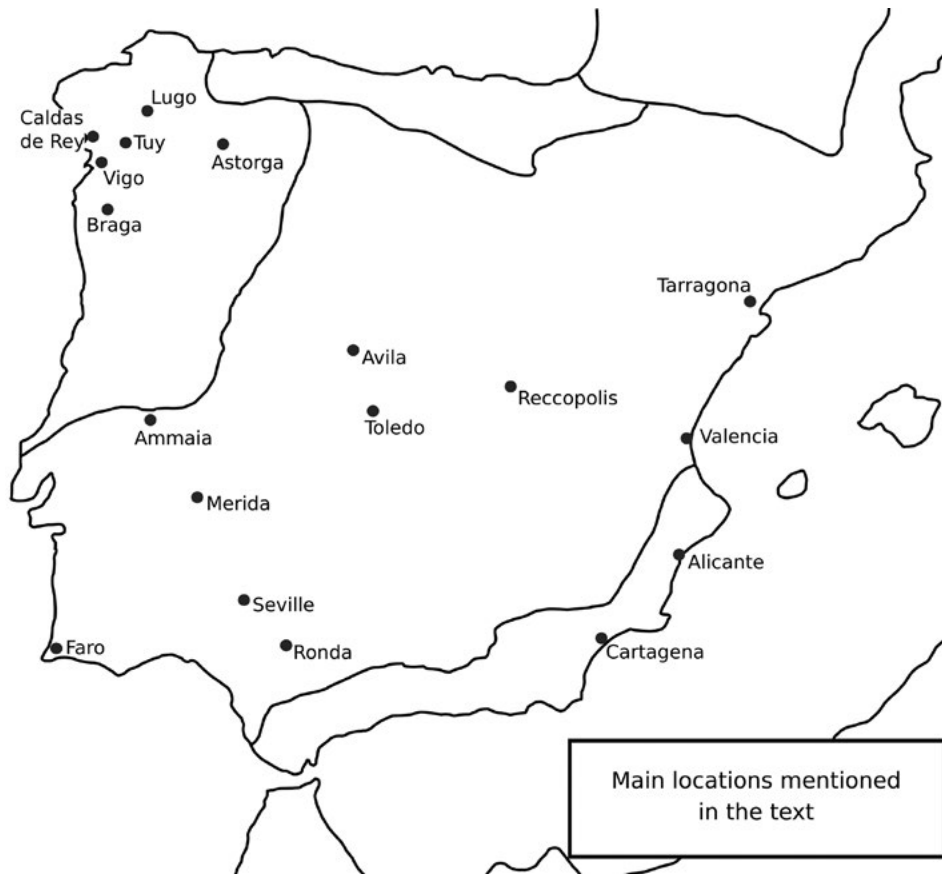 Lugo
Caldas
de Rey
Tuy
Astorga
Vigo
Braga
Tarragona
Avila
Reccopolis
Toledo
Ammaia
Valencia
Merida
Alicante
Seville
Faro
Ronda
Cartagena
Main locations mentioned
in the text